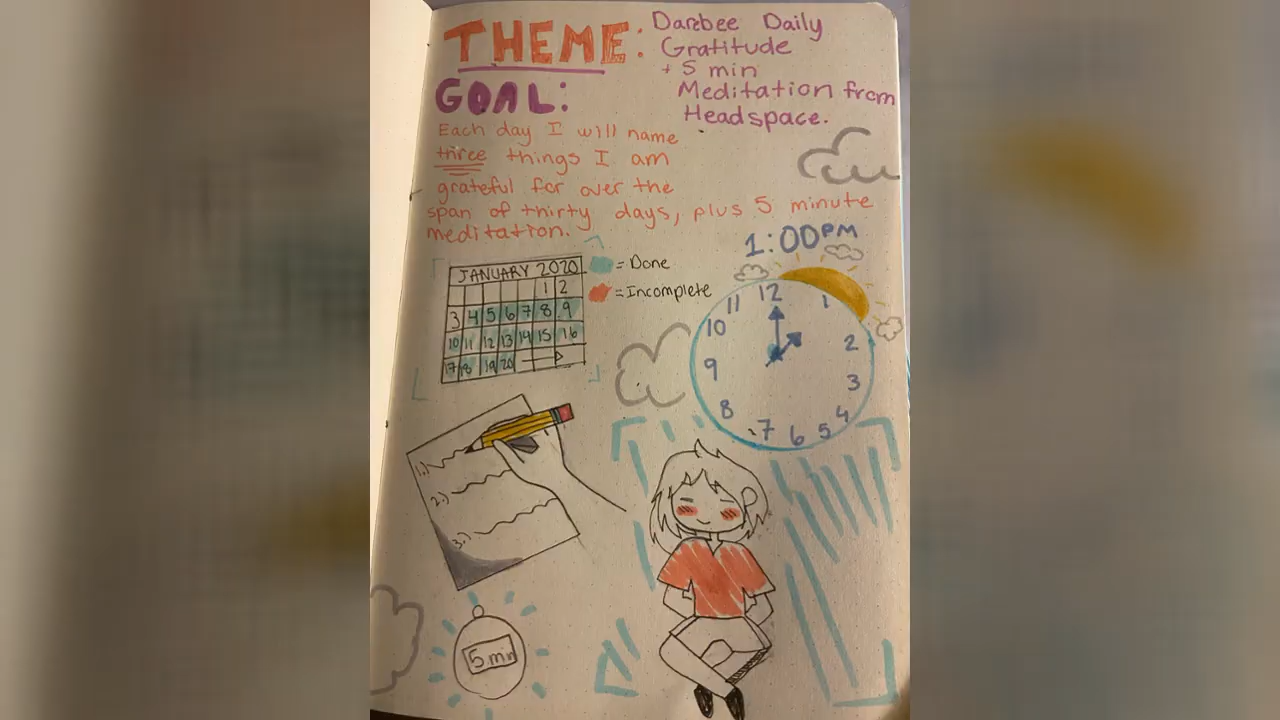 THEME: Darebee Daily
Gratitude
+ 5 min
Meditation from
Headspace.
GOAL:
Each day I will name
three things I am
grateful for over the
span of thirty days, plus 5 minute
meditation.
1:00PM
JANUARY 2020
1 2
3 4 5 6 7 8 9
10 11 12 13 14 15 16
17 18 19 20
= Done
= Incomplete
12
11 1
10 2
9 3
8 4
7 6 5
1.)
2.)
3.)
5 min